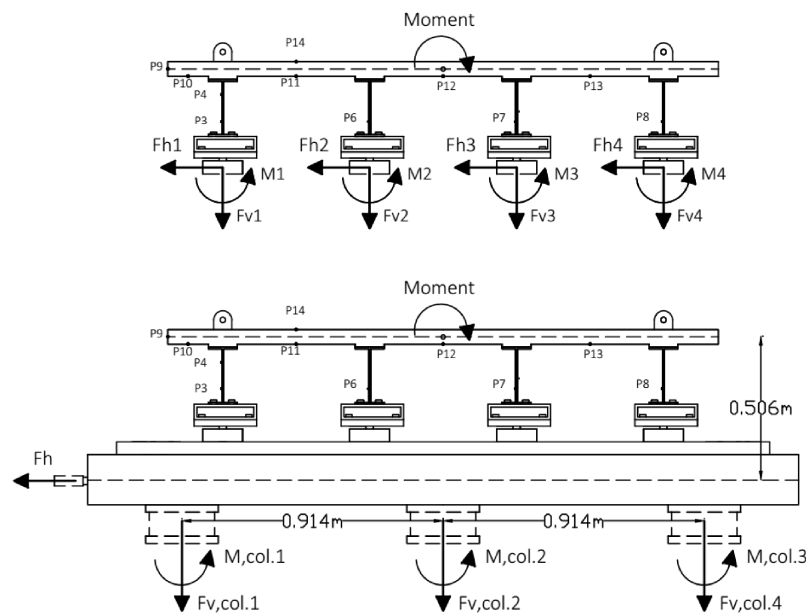 Moment
P14
P9
P10 P11 P12 P13
P4
P3 P6 P7 P8
Fh1 Fh2 Fh3 Fh4
M1 M2 M3 M4
Fv1 Fv2 Fv3 Fv4
Moment
P14
P9
P10 P11 P12 P13
P4
P3 P6 P7 P8
0.506m
Fh
0.914m 0.914m
M,col.1 M,col.2 M,col.3
Fv,col.1 Fv,col.2 Fv,col.4